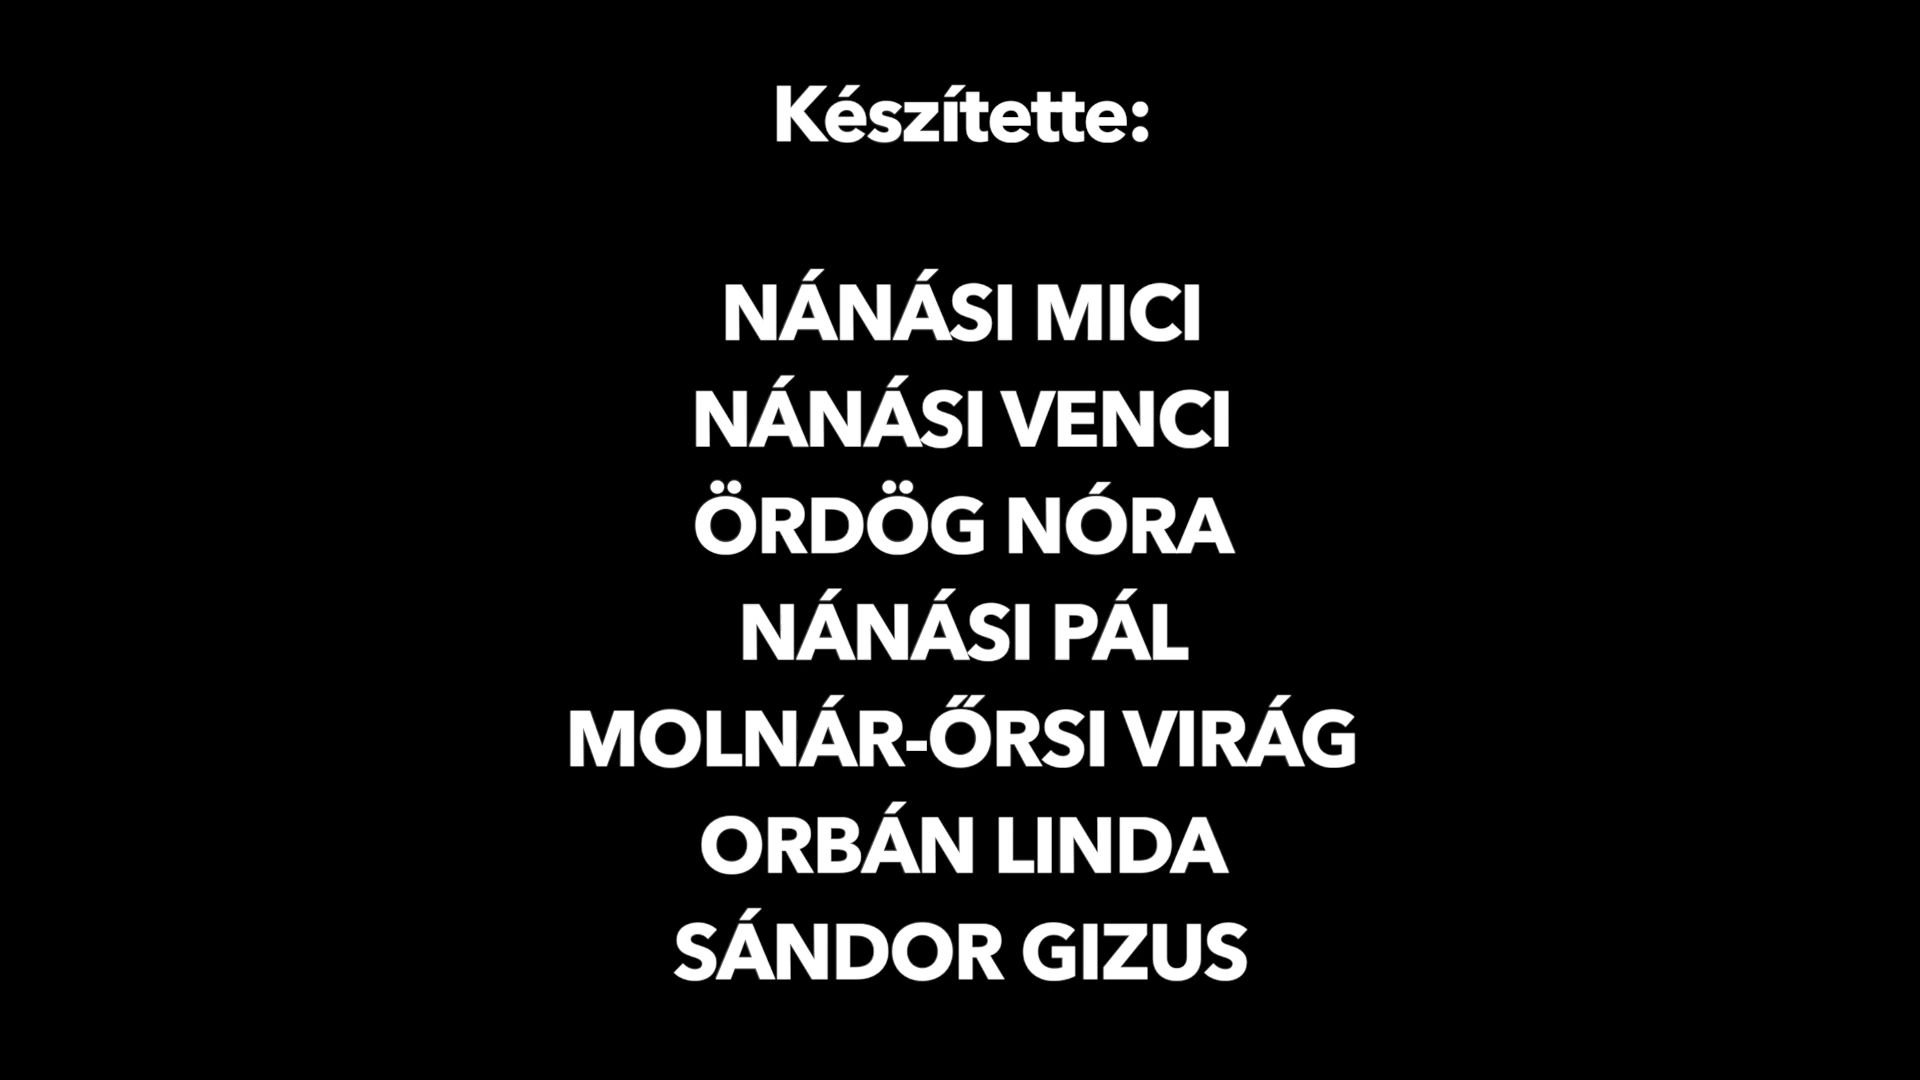 Készítette:
NÁNÁSI MICI
NÁNÁSI VENCI
ÖRDÖG NÓRA
NÁNÁSI PÁL
MOLNÁR-ŐRSI VIRÁG
ORBÁN LINDA
SÁNDOR GIZUS